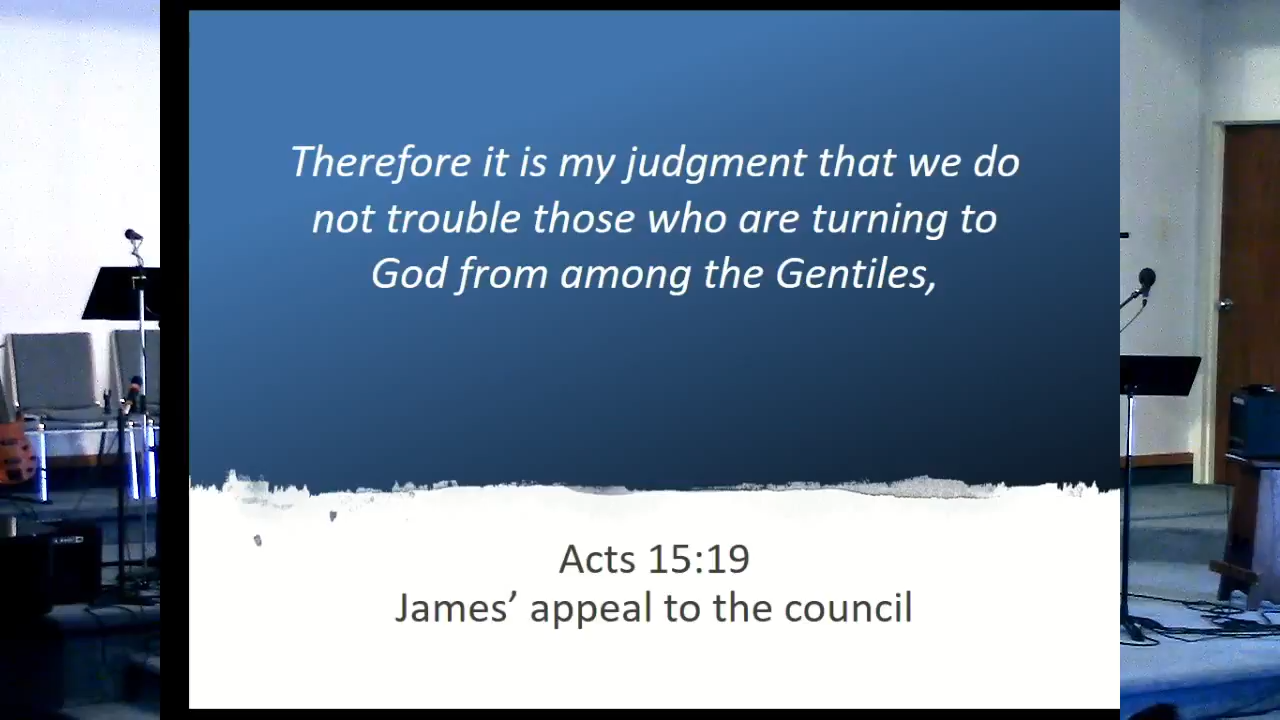 Therefore it is my judgment that we do
not trouble those who are turning to
God from among the Gentiles,
Acts 15:19
James’ appeal to the council